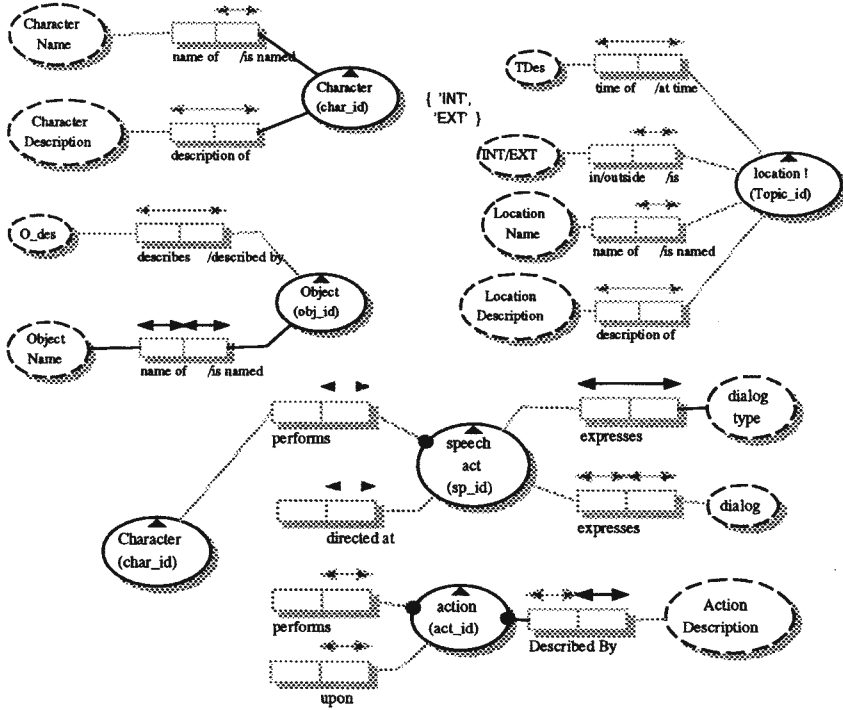 Character
Name
name of /is named
Character
Description
description of
Character
(char_id)
{ 'INT',
'EXT' }
TDes
time of /at time
INT/EXT
in/outside /is
Location
Name
name of /is named
Location
Description
description of
location !
(Topic_id)
O_des
describes /described by
Object
(obj_id)
Object
Name
name of /is named
performs
speech
act
(sp_id)
expresses
dialog
type
directed at
expresses
dialog
Character
(char_id)
performs
action
(act_id)
Described By
Action
Description
upon